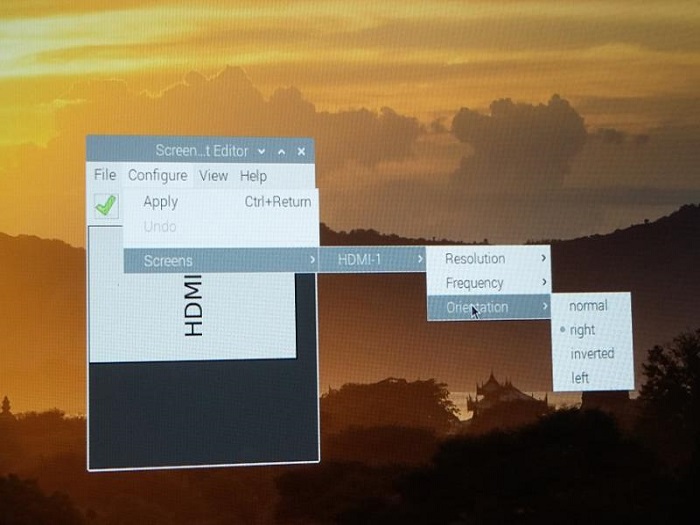 Screen...t Editor
File Configure View Help
Apply Ctrl+Return
Undo
Screens HDMI-1 Resolution
Frequency
Orientation normal
right
inverted
left
HDMI